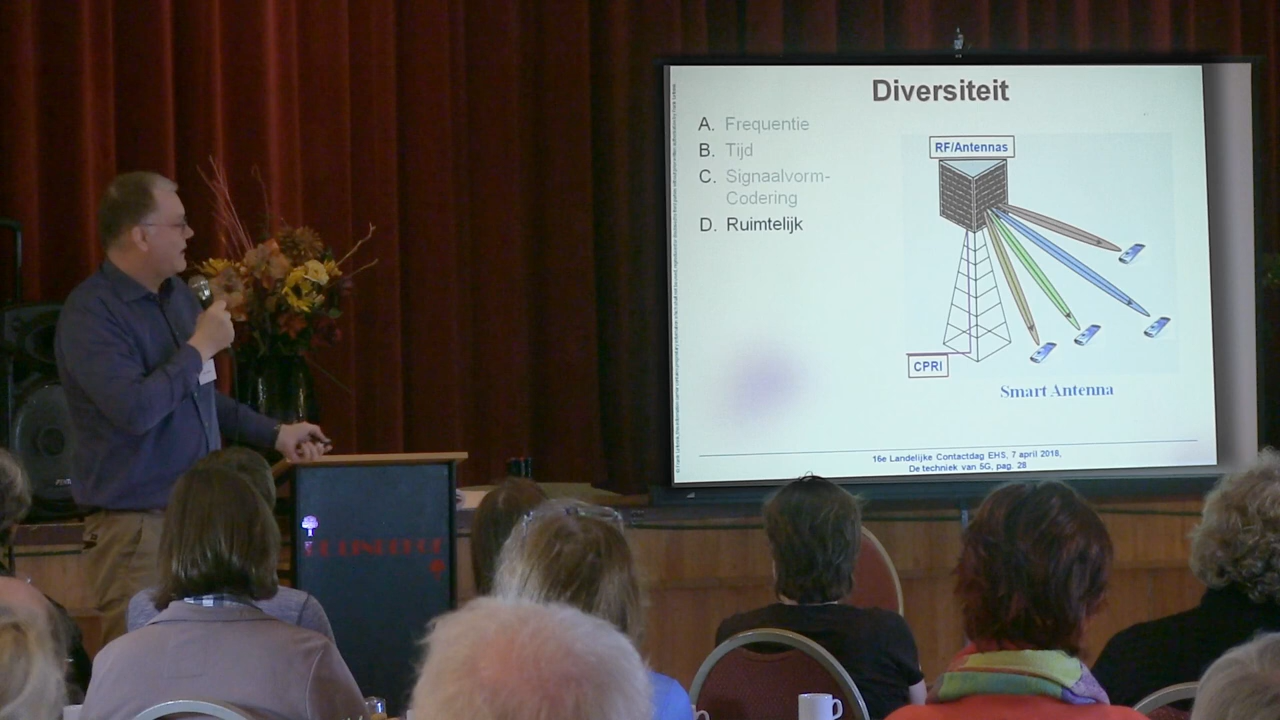 Diversiteit
A. Frequentie
B. Tijd
C. Signaalvorm-
Codering
D. Ruimtelijk
RF/Antennas
CPRI
Smart Antenna
16e Landelijke Contactdag EHS, 7 april 2018,
De techniek van 5G, pag. 28